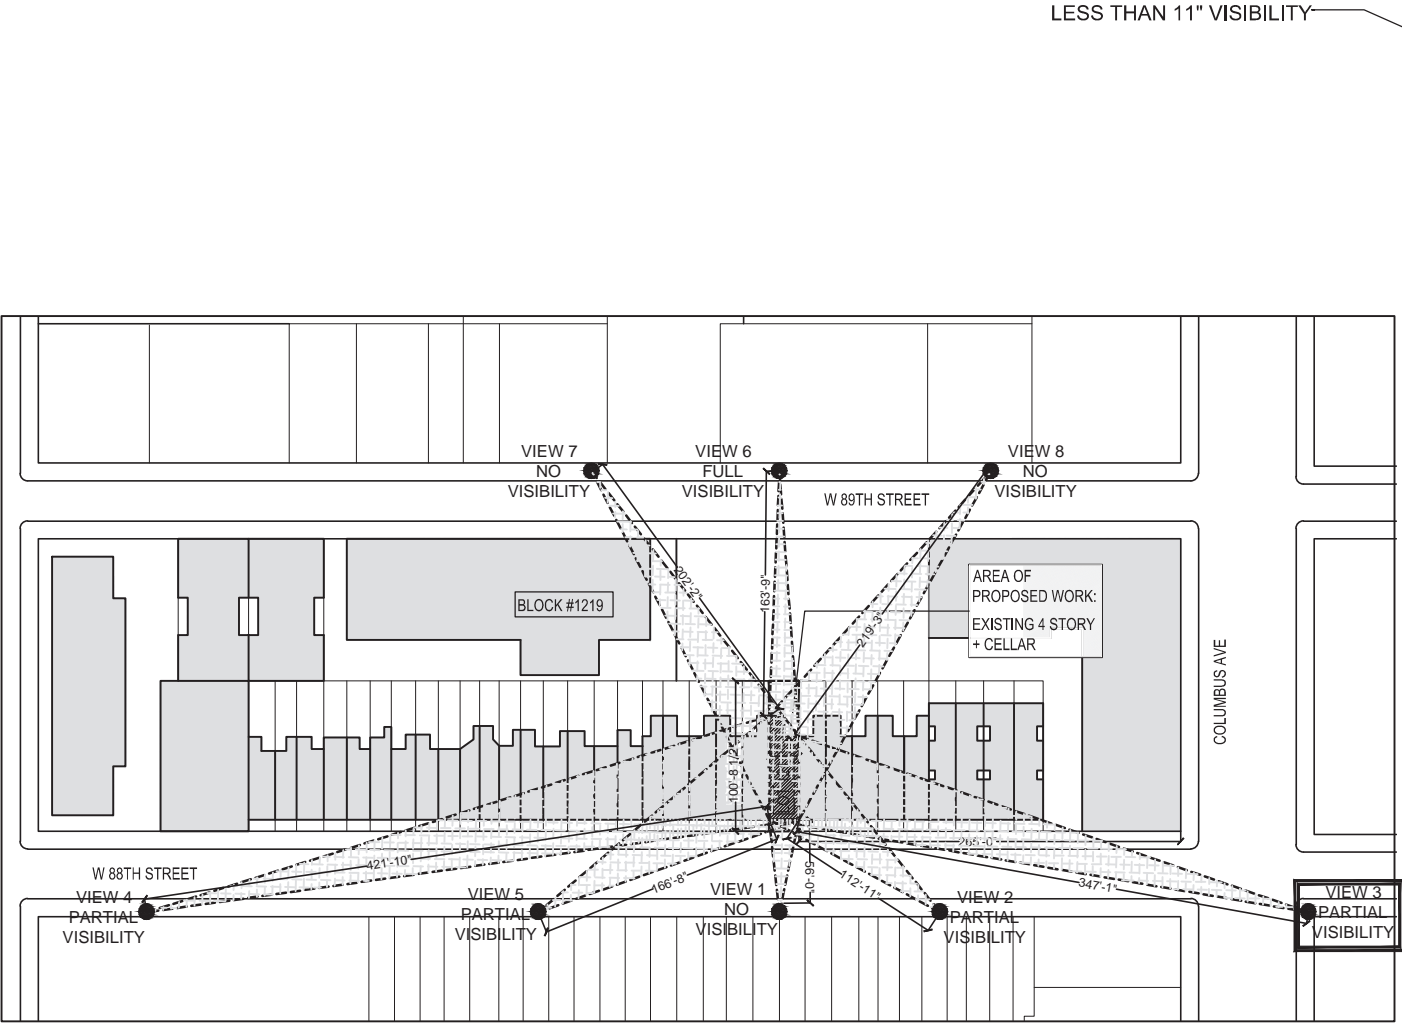 LESS THAN 11" VISIBILITY
VIEW 7
NO
VISIBILITY
VIEW 6
FULL
VISIBILITY
VIEW 8
NO
VISIBILITY
W 89TH STREET
202'-2"
163'-9"
219'-3"
AREA OF
PROPOSED WORK:
EXISTING 4 STORY
+ CELLAR
BLOCK #1219
COLUMBUS AVE
100'-8 1/2"
265'-0"
421'-10"
166'-8"
56'-0"
112'-11"
347'-1"
W 88TH STREET
VIEW 4
PARTIAL
VISIBILITY
VIEW 5
PARTIAL
VISIBILITY
VIEW 1
NO
VISIBILITY
VIEW 2
PARTIAL
VISIBILITY
VIEW 3
PARTIAL
VISIBILITY